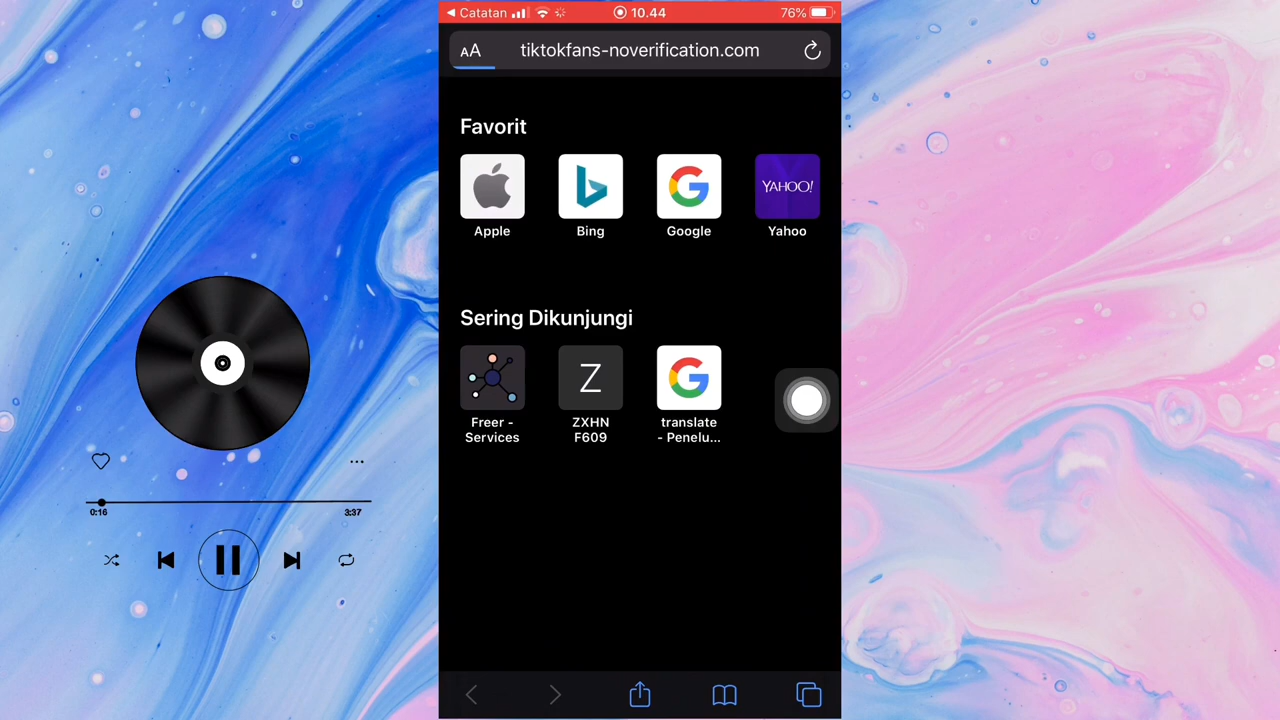 Catatan
10.44
76%
AA
tiktokfans-noverification.com
Favorit
YAHOO!
Apple
Bing
Google
Yahoo
Sering Dikunjungi
Z
Freer -
Services
ZXHN
F609
translate
- Penelu...
0:16
3:37